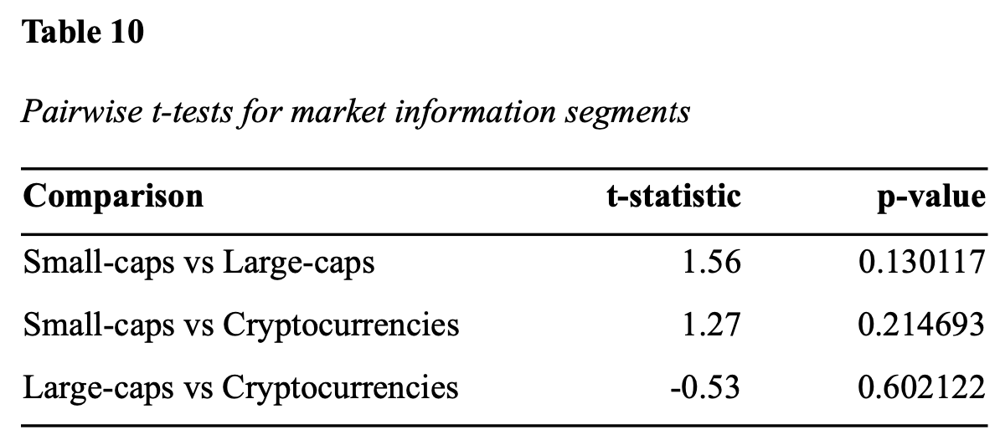 Table 10
Pairwise t-tests for market information segments
Comparison t-statistic p-value
Small-caps vs Large-caps 1.56 0.130117
Small-caps vs Cryptocurrencies 1.27 0.214693
Large-caps vs Cryptocurrencies -0.53 0.602122